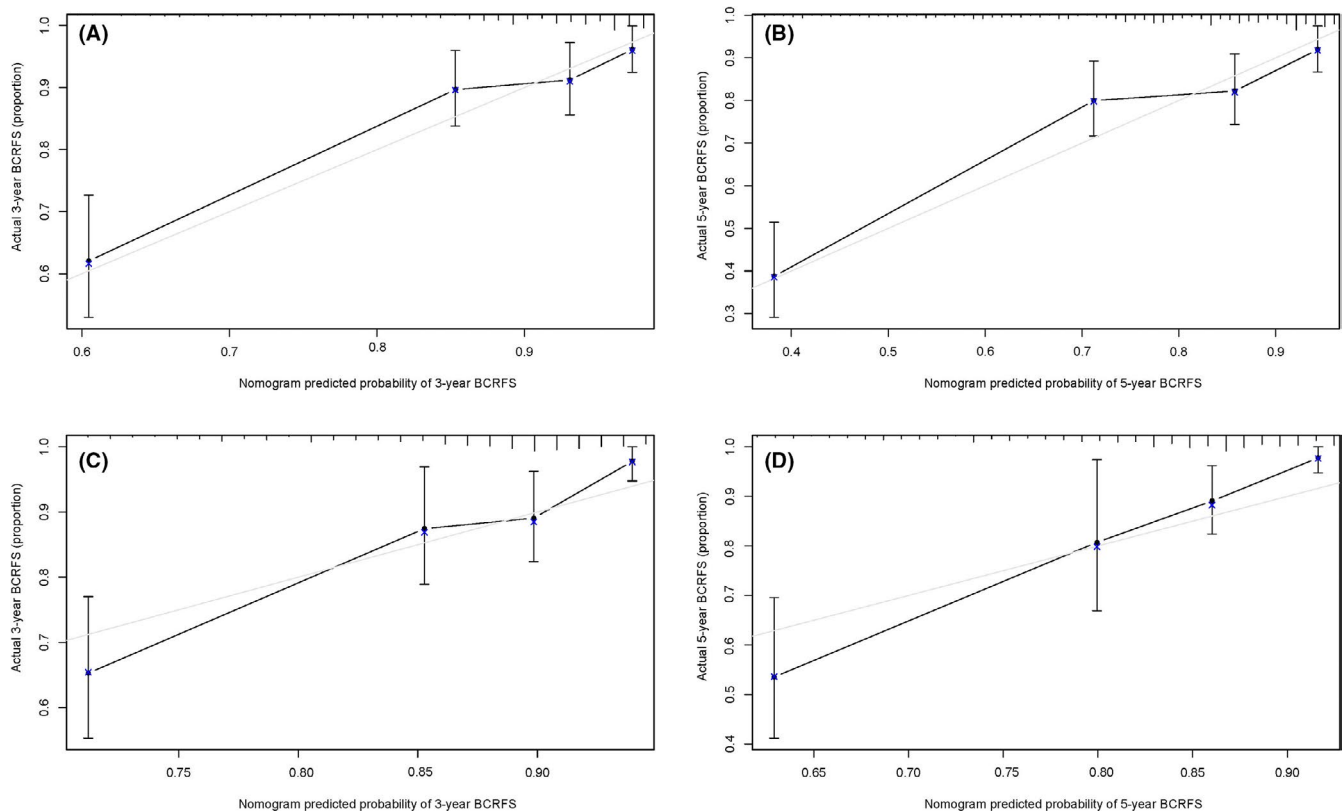 (A)
Actual 3-year BCRFS (proportion)
1.0
0.9
0.8
0.7
0.6
0.6 0.7 0.8 0.9
Nomogram predicted probability of 3-year BCRFS
(B)
Actual 5-year BCRFS (proportion)
1.0
0.9
0.8
0.7
0.6
0.5
0.4
0.3
0.4 0.5 0.6 0.7 0.8 0.9
Nomogram predicted probability of 5-year BCRFS
(C)
Actual 3-year BCRFS (proportion)
1.0
0.9
0.8
0.7
0.6
0.75 0.80 0.85 0.90
Nomogram predicted probability of 3-year BCRFS
(D)
Actual 5-year BCRFS (proportion)
1.0
0.9
0.8
0.7
0.6
0.5
0.4
0.65 0.70 0.75 0.80 0.85 0.90
Nomogram predicted probability of 5-year BCRFS